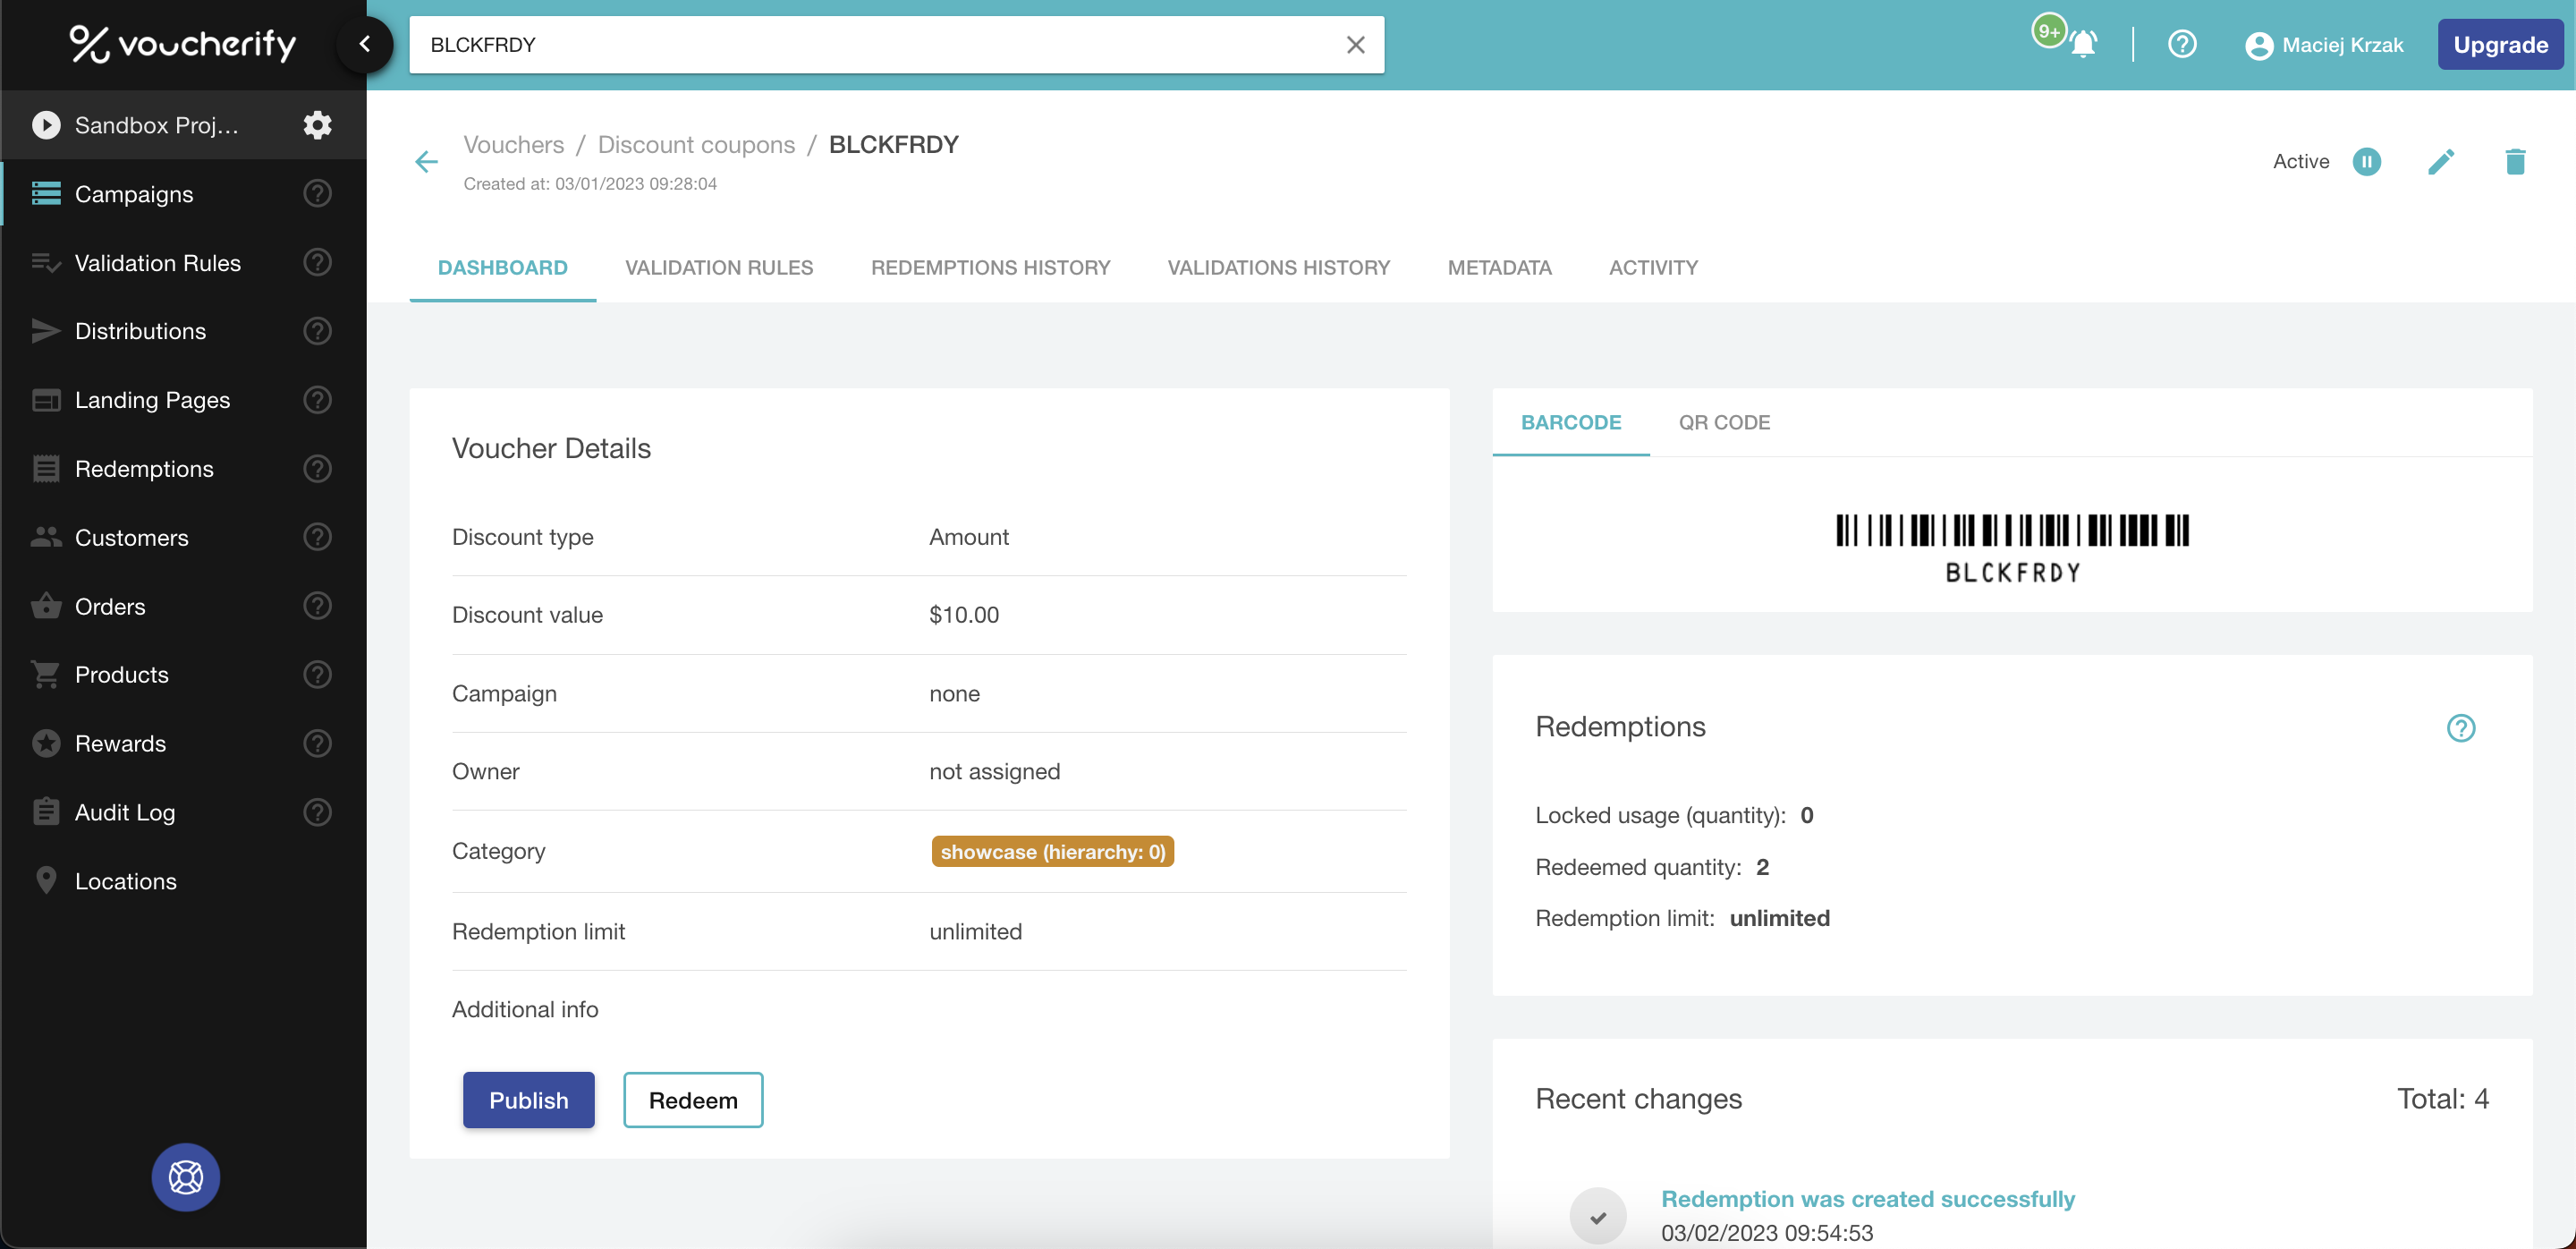 voucherify
BLCKFRDY
9+
Maciej Krzak
Upgrade
Sandbox Proj...
Campaigns
Validation Rules
Distributions
Landing Pages
Redemptions
Customers
Orders
Products
Rewards
Audit Log
Locations
Vouchers / Discount coupons / BLCKFRDY
Created at: 03/01/2023 09:28:04
Active
DASHBOARD VALIDATION RULES REDEMPTIONS HISTORY VALIDATIONS HISTORY METADATA ACTIVITY
Voucher Details
Discount type Amount
Discount value $10.00
Campaign none
Owner not assigned
Category showcase (hierarchy: 0)
Redemption limit unlimited
Additional info
Publish Redeem
BARCODE QR CODE
BLCKFRDY
Redemptions
Locked usage (quantity): 0
Redeemed quantity: 2
Redemption limit: unlimited
Recent changes Total: 4
Redemption was created successfully
03/02/2023 09:54:53